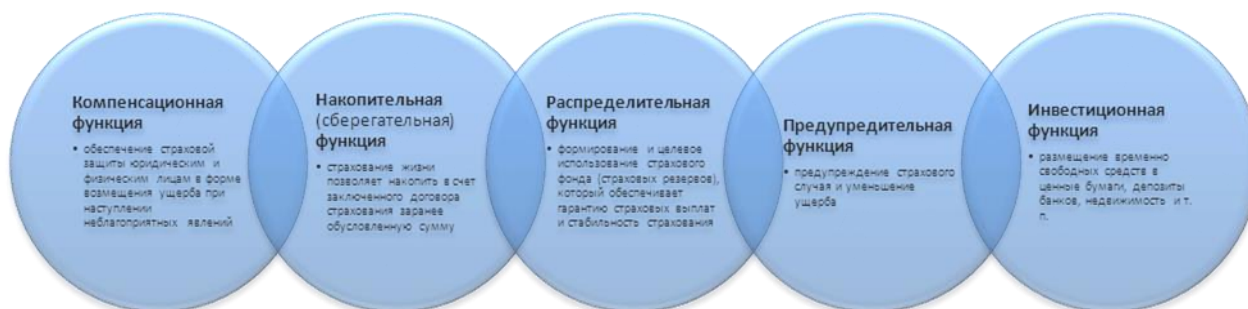 Компенсационная
функция
• обеспечение страховой
защиты юридическим и
физическим лицам в форме
возмещения ущерба при
наступлении
неблагоприятных явлений
Накопительная
(сберегательная)
функция
• страхование жизни
позволяет накопить в счет
заключенного договора
страхования заранее
обусловленную сумму
Распределительная
функция
• формирование и целевое
использование страхового
фонда (страховых резервов),
который обеспечивает
гарантию страховых выплат
и стабильность страхования
Предупредительная
функция
• предупреждение страхового
случая и уменьшение
ущерба
Инвестиционная
функция
• размещение временно
свободных средств в
ценные бумаги, депозиты
банков, недвижимость и т.
п.